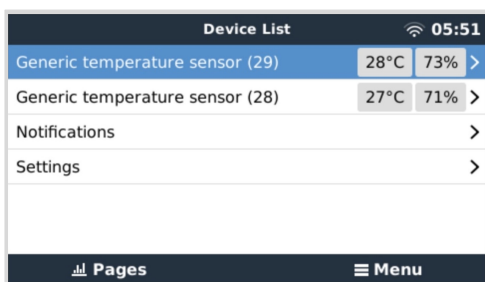 Device List 05:51
Generic temperature sensor (29) 28°C 73%
Generic temperature sensor (28) 27°C 71%
Notifications
Settings
Pages Menu